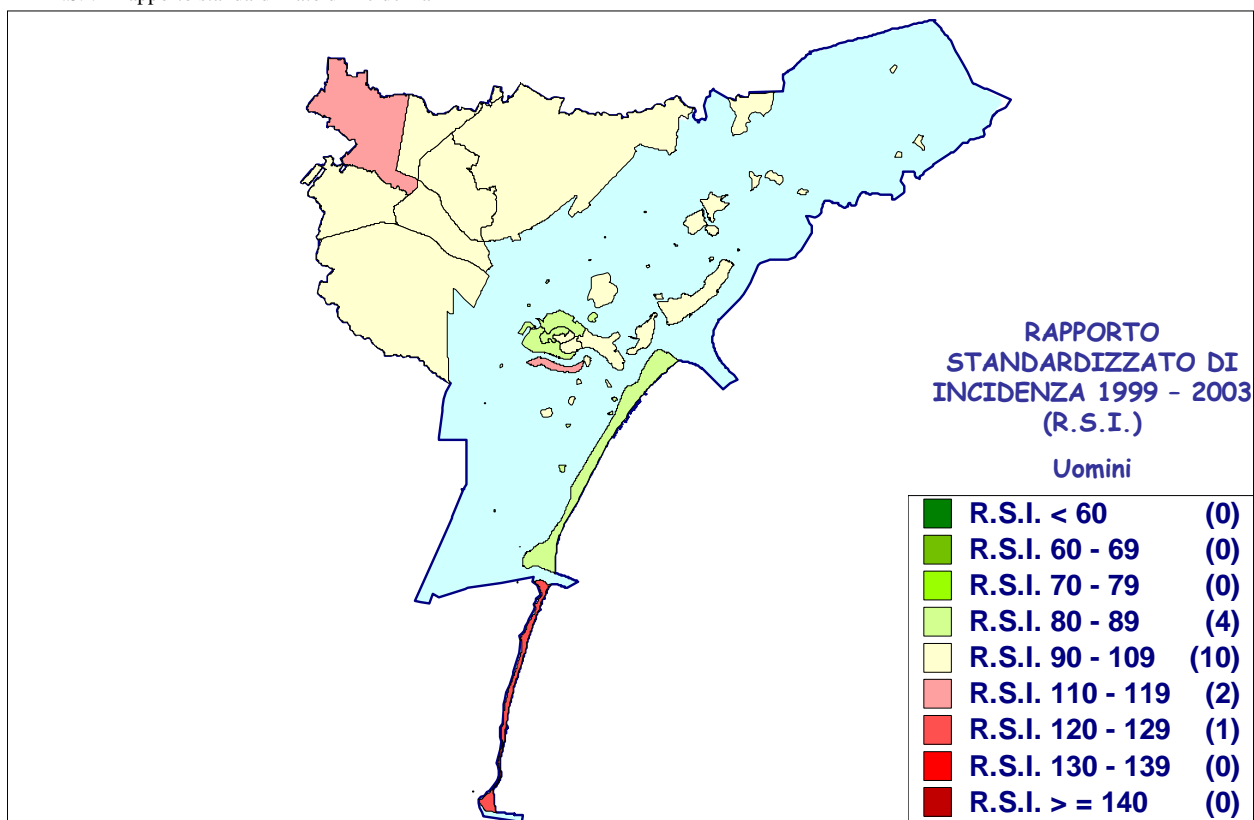 RAPPORTO
STANDARDIZZATO DI
INCIDENZA 1999 - 2003
(R.S.I.)
Uomini
R.S.I. < 60 (0)
R.S.I. 60 - 69 (0)
R.S.I. 70 - 79 (0)
R.S.I. 80 - 89 (4)
R.S.I. 90 - 109 (10)
R.S.I. 110 - 119 (2)
R.S.I. 120 - 129 (1)
R.S.I. 130 - 139 (0)
R.S.I. > = 140 (0)